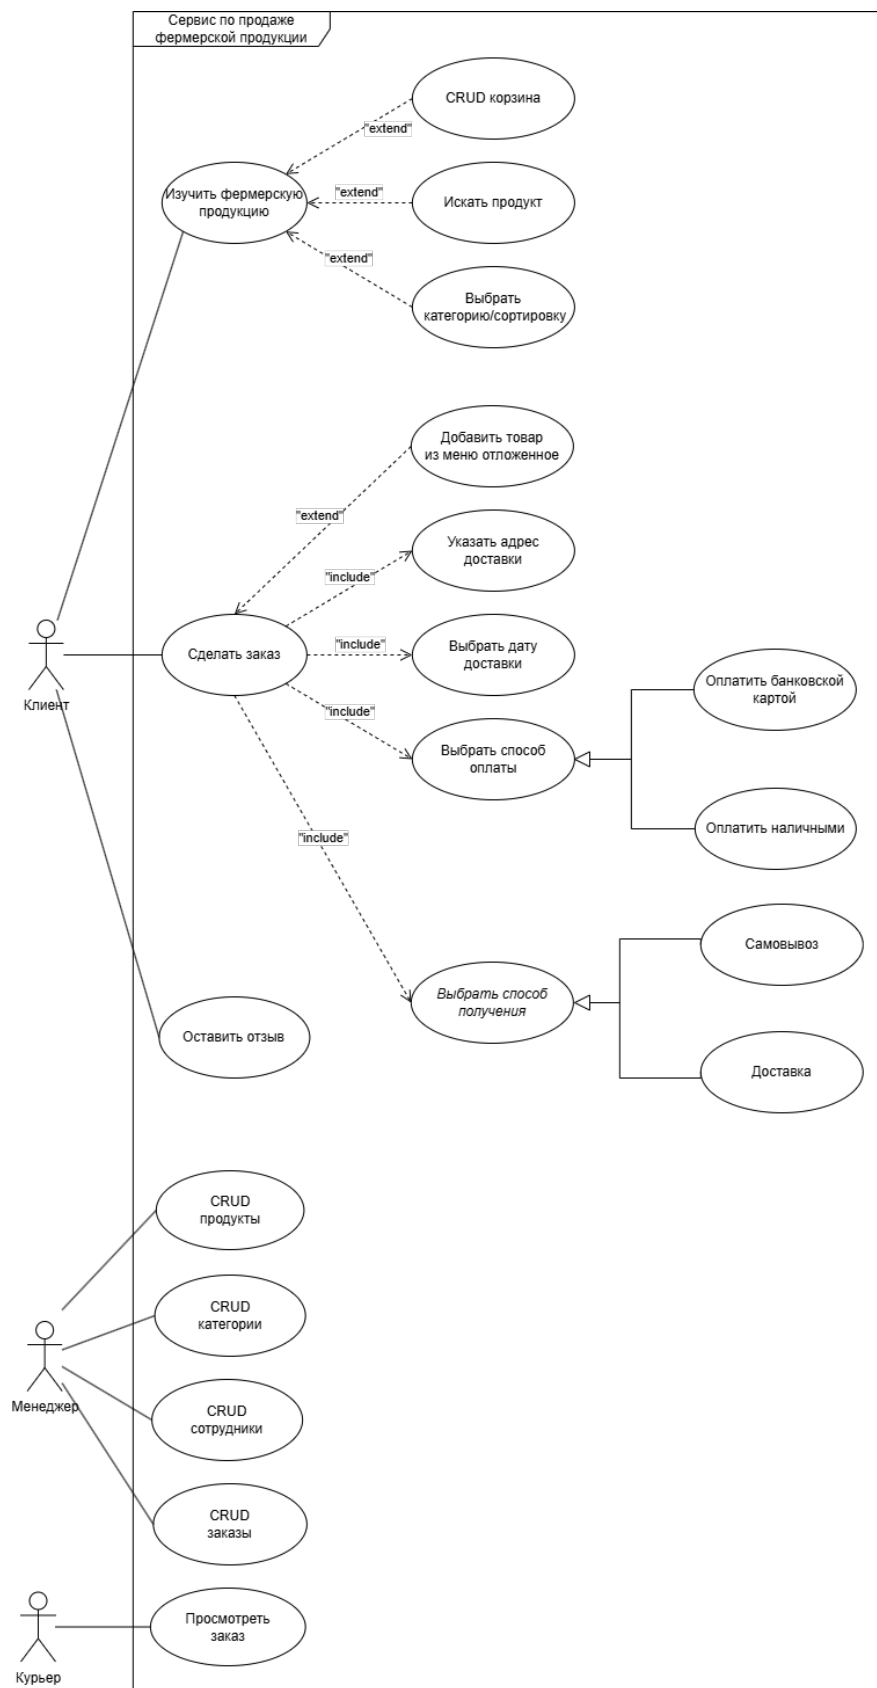 Сервис по продаже
фермерской продукции
CRUD корзина
"extend"
Изучить фермерскую
продукцию
"extend"
Искать продукт
"extend"
Выбрать
категорию/сортировку
Добавить товар
из меню отложенное
"extend"
Указать адрес
доставки
"include"
Сделать заказ
"include"
Выбрать дату
доставки
Клиент
"include"
Выбрать способ
оплаты
Оплатить банковской
картой
Оплатить наличными
"include"
Самовывоз
Выбрать способ
получения
Оставить отзыв
Доставка
CRUD
продукты
CRUD
категории
Менеджер
CRUD
сотрудники
CRUD
заказы
Просмотреть
заказ
Курьер